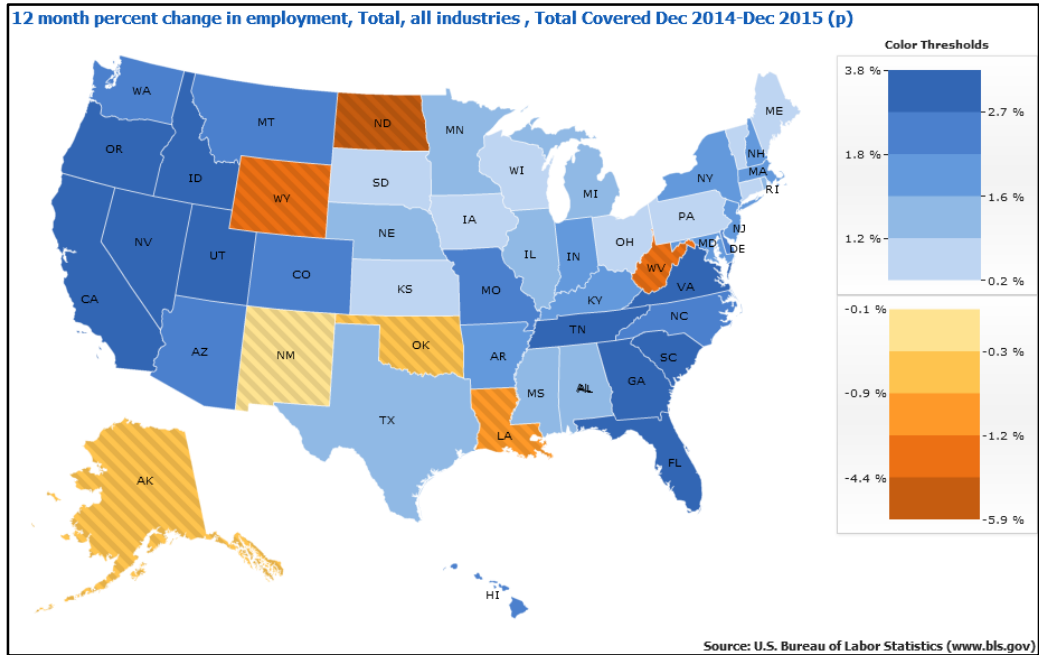 12 month percent change in employment, Total, all industries , Total Covered Dec 2014-Dec 2015 (p)
Color Thresholds
3.8 %
2.7 %
1.8 %
1.6 %
1.2 %
0.2 %
-0.1 %
-0.3 %
-0.9 %
-1.2 %
-4.4 %
-5.9 %
WA
MT
ND
MN
ME
OR
ID
WY
SD
WI
MI
NY
NH
MA
RI
NV
UT
CO
NE
IA
IL
IN
OH
PA
NJ
MD
DE
CA
KS
MO
KY
WV
VA
AZ
NM
OK
AR
TN
NC
SC
TX
LA
MS
AL
GA
FL
AK
HI
Source: U.S. Bureau of Labor Statistics (www.bls.gov)